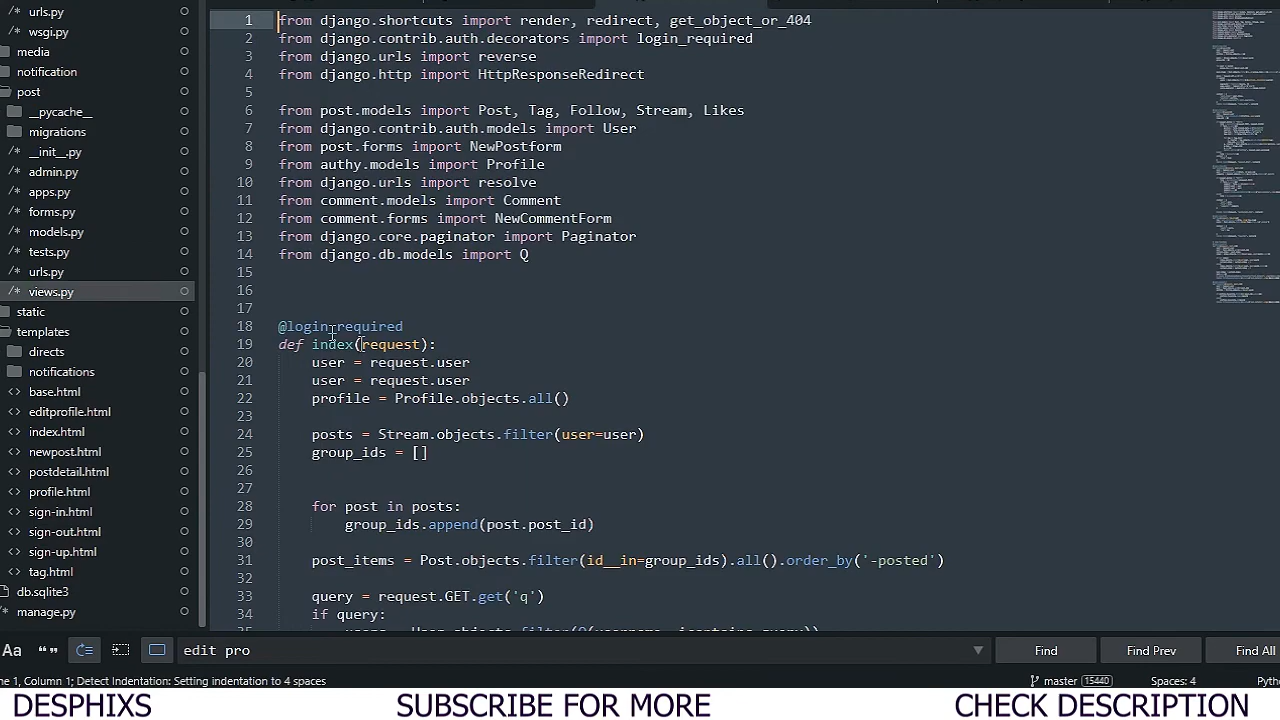 urls.py
wsgi.py
media
notification
post
__pycache__
migrations
__init__.py
admin.py
apps.py
forms.py
models.py
tests.py
urls.py
views.py
static
templates
directs
notifications
base.html
editprofile.html
index.html
newpost.html
postdetail.html
profile.html
sign-in.html
sign-out.html
sign-up.html
tag.html
db.sqlite3
manage.py
1 from django.shortcuts import render, redirect, get_object_or_404
2 from django.contrib.auth.decorators import login_required
3 from django.urls import reverse
4 from django.http import HttpResponseRedirect
5
6 from post.models import Post, Tag, Follow, Stream, Likes
7 from django.contrib.auth.models import User
8 from post.forms import NewPostform
9 from authy.models import Profile
10 from django.urls import resolve
11 from comment.models import Comment
12 from comment.forms import NewCommentForm
13 from django.core.paginator import Paginator
14 from django.db.models import Q
15
16
17
18 @login_required
19 def index(request):
20 user = request.user
21 user = request.user
22 profile = Profile.objects.all()
23
24 posts = Stream.objects.filter(user=user)
25 group_ids = []
26
27
28 for post in posts:
29 group_ids.append(post.post_id)
30
31 post_items = Post.objects.filter(id__in=group_ids).all().order_by('-posted')
32
33 query = request.GET.get('q')
34 if query:
Aa
edit pro
Find
Find Prev
Find All
ne 1, Column 1; Detect Indentxs: Setting indentation to 4 spaces
master 15440
Spaces: 4
Pytho
DESPHIXS
SUBSCRIBE FOR MORE
CHECK DESCRIPTION